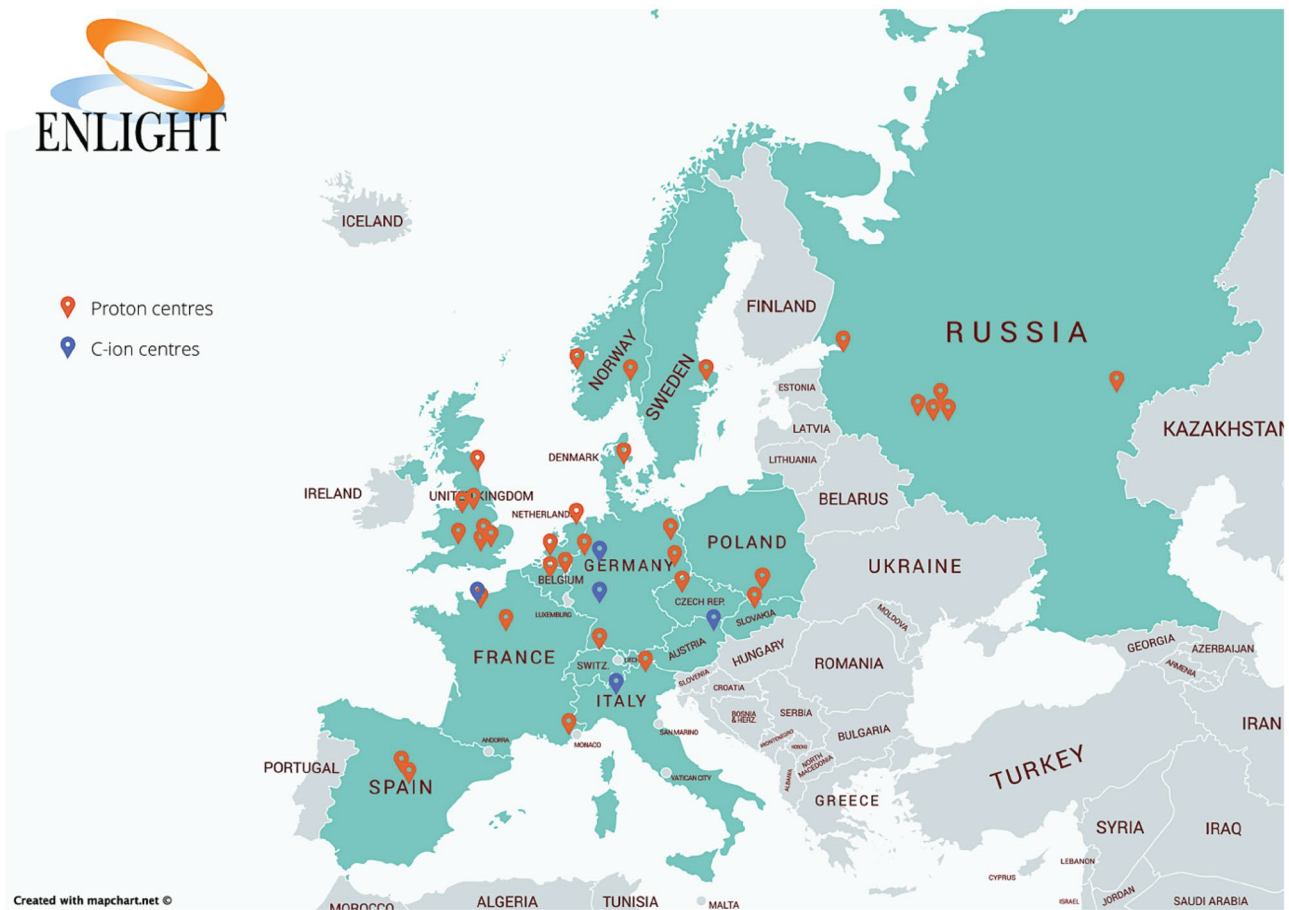 ENLIGHT
ICELAND
Proton centres
C-ion centres
FINLAND
RUSSIA
NORWAY
SWEDEN
ESTONIA
LATVIA
LITHUANIA
KAZAKHSTAN
DENMARK
IRELAND
UNITED KINGDOM
BELARUS
NETHERLAND
POLAND
GERMANY
UKRAINE
BELGIUM
CZECH REP.
LUXEMBURG
SLOVAKIA
MOLDOVA
FRANCE
SWITZ.
LIECH
AUSTRIA
HUNGARY
ROMANIA
GEORGIA
AZERBAIJAN
ARMENIA
SLOVENIA
CROATIA
ITALY
BOSNIA
& HERZ.
SERBIA
SAN MARINO
MONTENEGRO
KOSOVO
BULGARIA
IRAN
ANDORRA
MONACO
PORTUGAL
SPAIN
VATICAN CITY
NORTH
MACEDONIA
ALBANIA
GREECE
TURKEY
SYRIA
IRAQ
LEBANON
CYPRUS
ISRAEL
JORDAN
SAUDI ARABIA
Created with mapchart.net ©
MOROCCO
ALGERIA
TUNISIA
MALTA